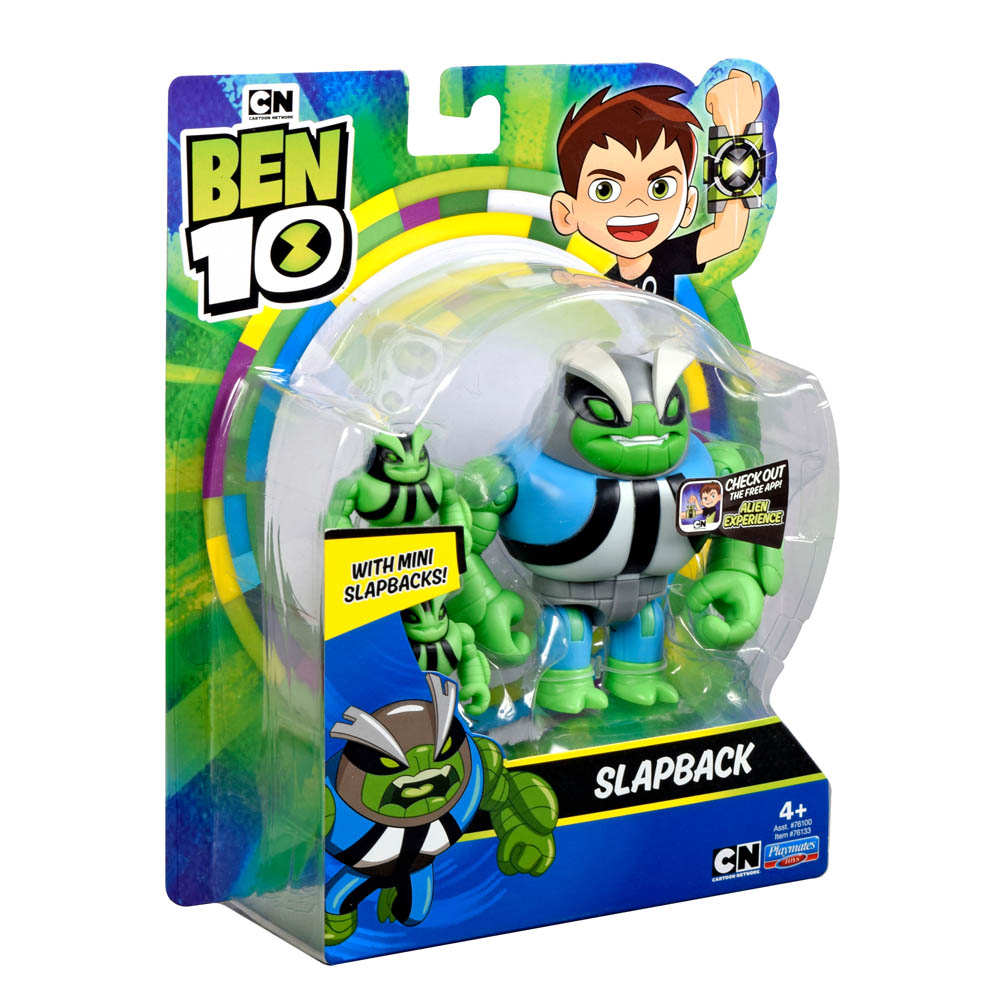 CN
CARTOON NETWORK
BEN
10
CHECK OUT
THE FREE APP!
ALIEN
EXPERIENCE
CN
WITH MINI
SLAPBACKS!
SLAPBACK
4+
Asst. #76100
Item #76133
CN
CARTOON NETWORK
Playmates
TOYS